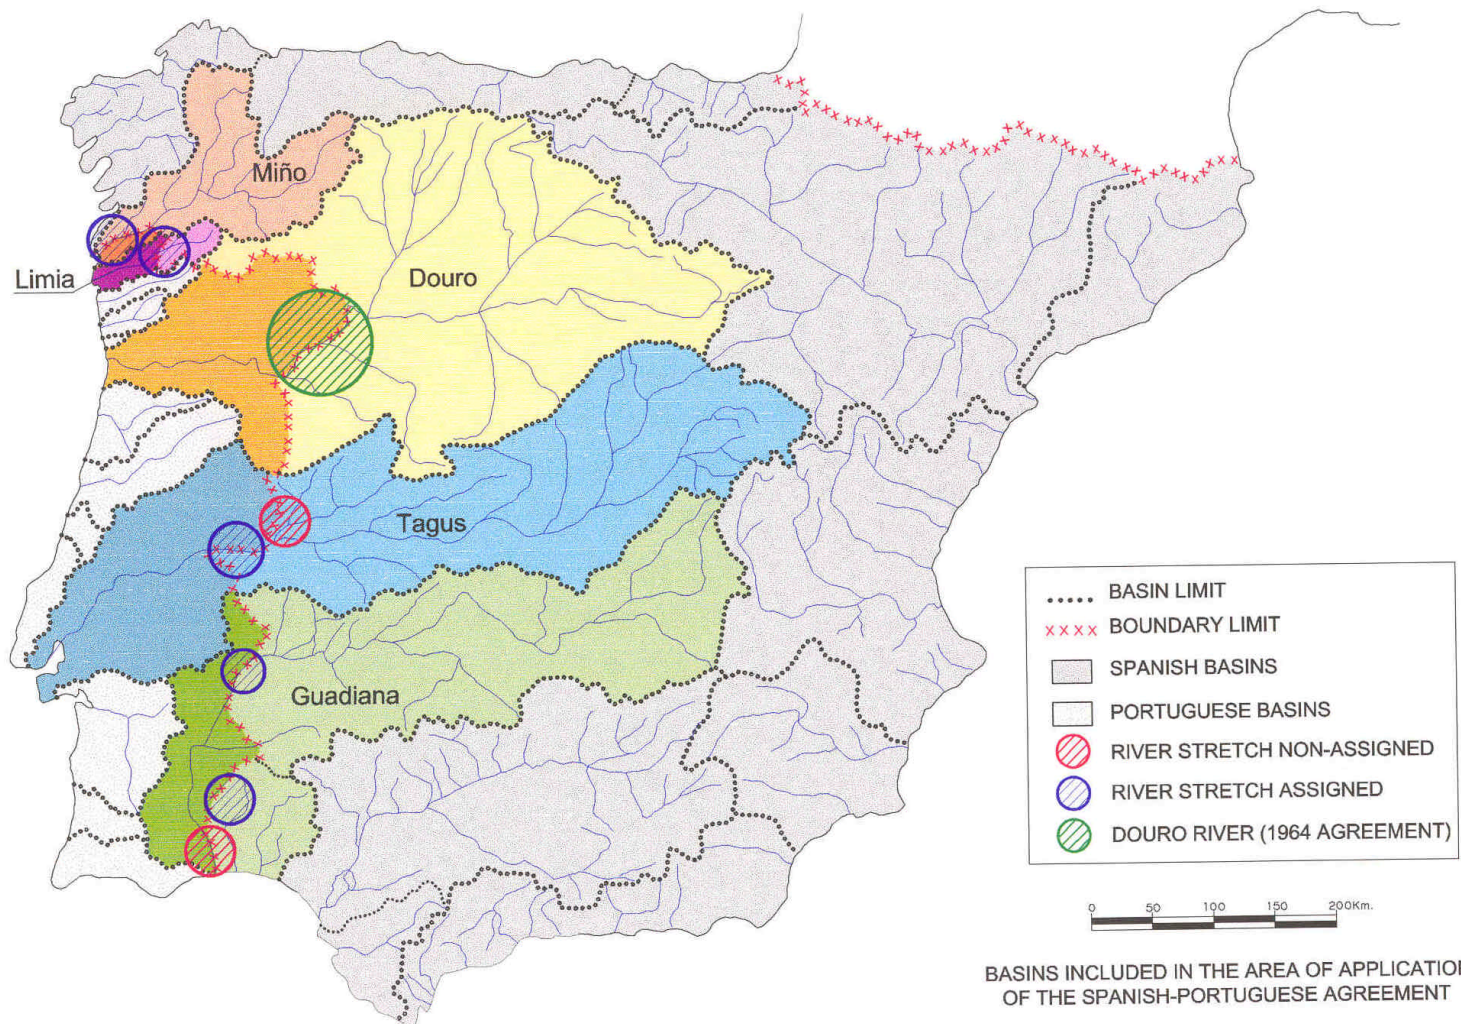 Miño
Limia
Douro
Tagus
Guadiana
BASIN LIMIT
BOUNDARY LIMIT
SPANISH BASINS
PORTUGUESE BASINS
RIVER STRETCH NON-ASSIGNED
RIVER STRETCH ASSIGNED
DOURO RIVER (1964 AGREEMENT)
0 50 100 150 200Km.
BASINS INCLUDED IN THE AREA OF APPLICATIO
OF THE SPANISH-PORTUGUESE AGREEMENT